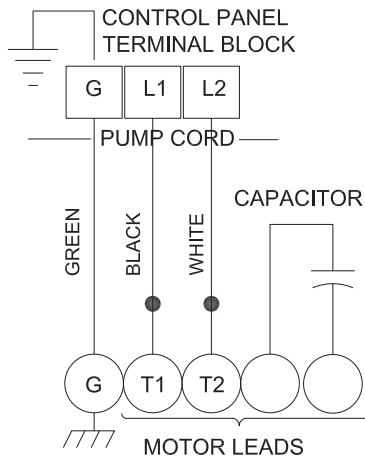 CONTROL PANEL
TERMINAL BLOCK
G L1 L2
PUMP CORD
GREEN
BLACK
WHITE
CAPACITOR
G T1 T2
MOTOR LEADS